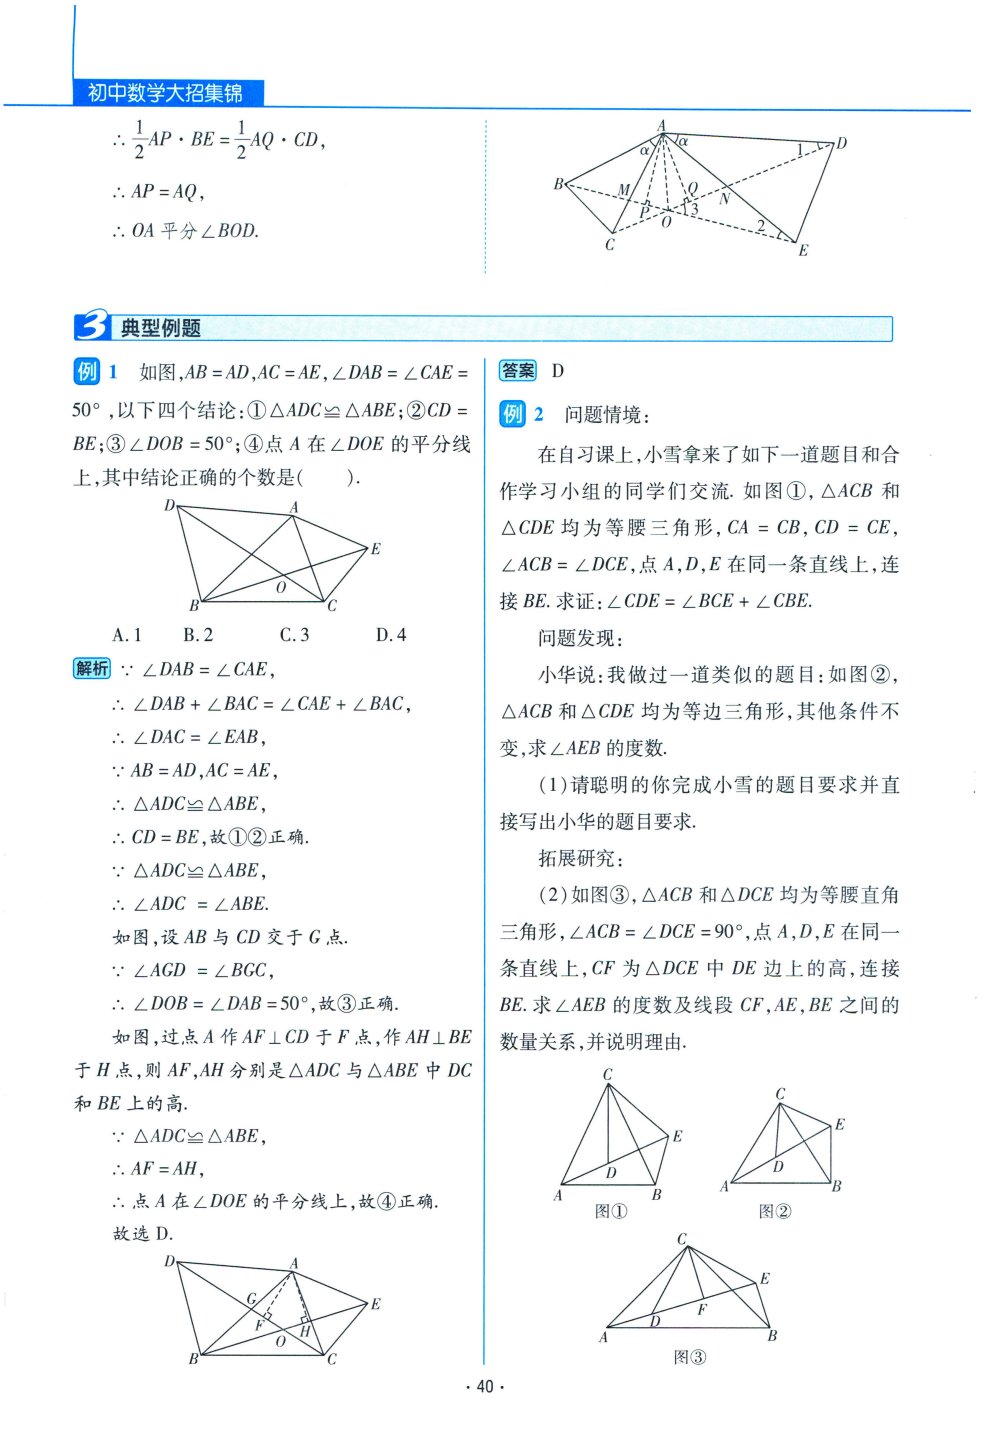 初中数学大招集锦
∴ 1/2 AP·BE = 1/2 AQ·CD,
∴ AP = AQ,
∴ OA 平分∠BOD.
A
α
α
1
D
B
M
Q
N
P
O
3
2
C
E
3 典型例题
例 1 如图,AB = AD,AC = AE,∠DAB = ∠CAE =
50°,以下四个结论:①△ADC≌△ABE;②CD =
BE;③∠DOB = 50°;④点 A 在∠DOE 的平分线
上,其中结论正确的个数是(  ).
D
A
E
O
B
C
A. 1 B. 2 C. 3 D. 4
解析 ∵ ∠DAB = ∠CAE,
∴ ∠DAB + ∠BAC = ∠CAE + ∠BAC,
∴ ∠DAC = ∠EAB,
∵ AB = AD,AC = AE,
∴ △ADC≌△ABE,
∴ CD = BE,故①②正确.
∵ △ADC≌△ABE,
∴ ∠ADC = ∠ABE.
如图,设 AB 与 CD 交于 G 点.
∵ ∠AGD = ∠BGC,
∴ ∠DOB = ∠DAB = 50°,故③正确.
如图,过点 A 作 AF⊥CD 于 F 点,作 AH⊥BE
于 H 点,则 AF,AH 分别是△ADC 与△ABE 中 DC
和 BE 上的高.
∵ △ADC≌△ABE,
∴ AF = AH,
∴ 点 A 在∠DOE 的平分线上,故④正确.
故选 D.
D
A
G
E
F
H
O
B
C
答案 D
例 2 问题情境:
在自习课上,小雪拿来了如下一道题目和合
作学习小组的同学们交流. 如图①,△ACB 和
△CDE 均为等腰三角形,CA = CB,CD = CE,
∠ACB = ∠DCE,点 A,D,E 在同一条直线上,连
接 BE. 求证:∠CDE = ∠BCE + ∠CBE.
问题发现:
小华说:我做过一道类似的题目:如图②,
△ACB 和△CDE 均为等边三角形,其他条件不
变,求∠AEB 的度数.
(1)请聪明的你完成小雪的题目要求并直
接写出小华的题目要求.
拓展研究:
(2)如图③,△ACB 和△DCE 均为等腰直角
三角形,∠ACB = ∠DCE = 90°,点 A,D,E 在同一
条直线上,CF 为△DCE 中 DE 边上的高,连接
BE. 求∠AEB 的度数及线段 CF,AE,BE 之间的
数量关系,并说明理由.
C
E
D
A
B
图①
C
E
D
A
B
图②
C
E
F
D
A
B
图③
·40·